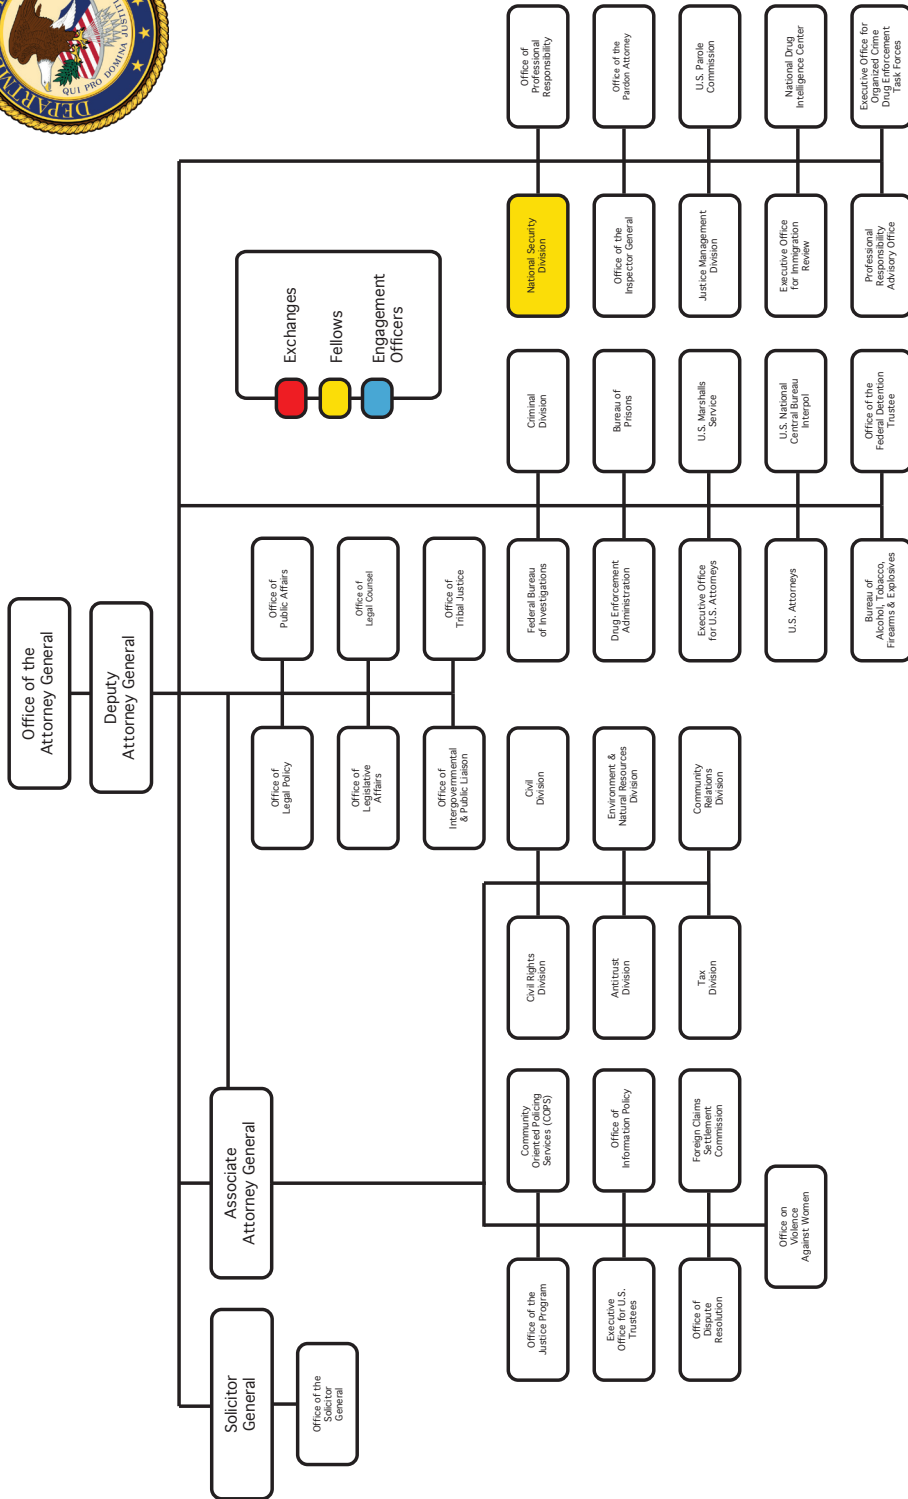 DEPARTM
QUI PRO DOMINA JUSTITI
Office of the
Attorney General
Deputy
Attorney General
Solicitor
General
Office of the
Solicitor
General
Associate
Attorney General
Office of
Legal Policy
Office of
Public Affairs
Office of
Legislative
Affairs
Office of
Legal Counsel
Office of
Intergovernmental
& Public Liaison
Office of
Tribal Justice
Exchanges
Fellows
Engagement
Officers
Office of the
Justice Program
Community
Oriented Policing
Services (COPS)
Executive
Office for U.S.
Trustees
Office of
Information Policy
Office of
Dispute
Resolution
Foreign Claims
Settlement
Commission
Office on
Violence
Against Women
Civil Rights
Division
Civil
Division
Antitrust
Division
Environment &
Natural Resources
Division
Tax
Division
Community
Relations
Division
Federal Bureau
of Investigations
Criminal
Division
Drug Enforcement
Administration
Bureau of
Prisons
Executive Office
for U.S. Attorneys
U.S. Marshalls
Service
U.S. Attorneys
U.S. National
Central Bureau
Interpol
Bureau of
Alcohol, Tobacco,
Firearms & Explosives
Office of the
Federal Detention
Trustee
National Security
Division
Office of
Professional
Responsibility
Office of the
Inspector General
Office of the
Pardon Attorney
Justice Management
Division
U.S. Parole
Commission
Executive Office
for Immigration
Review
National Drug
Intelligence Center
Professional
Responsibility
Advisory Office
Executive Office for
Organized Crime
Drug Enforcement
Task Forces